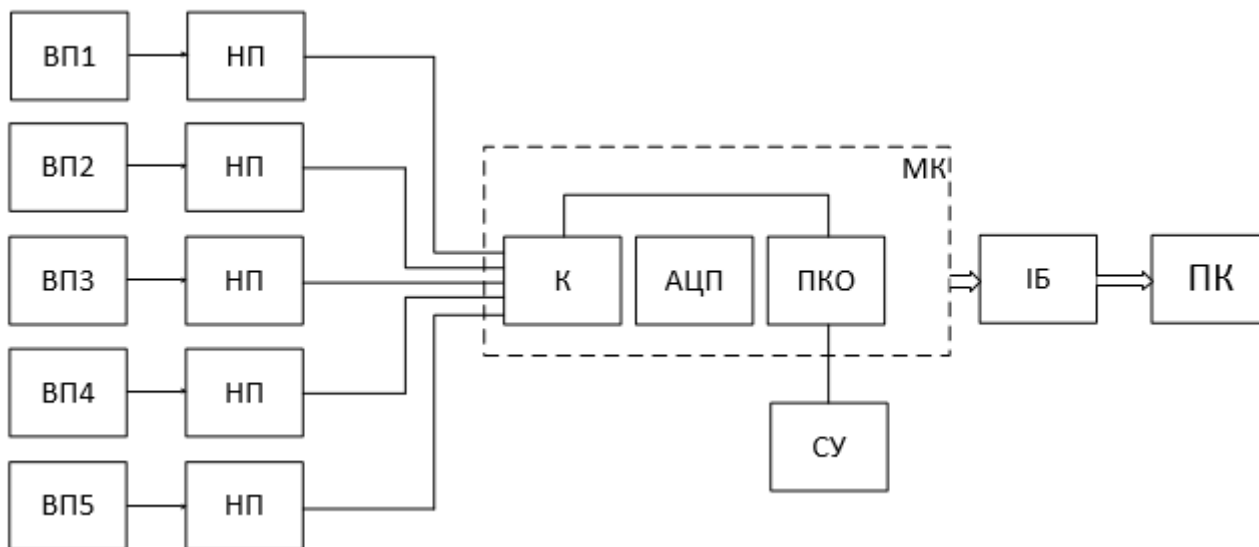 ВП1 НП
ВП2 НП
МК
ВП3 НП К АЦП ПКО ІБ ПК
ВП4 НП
СУ
ВП5 НП